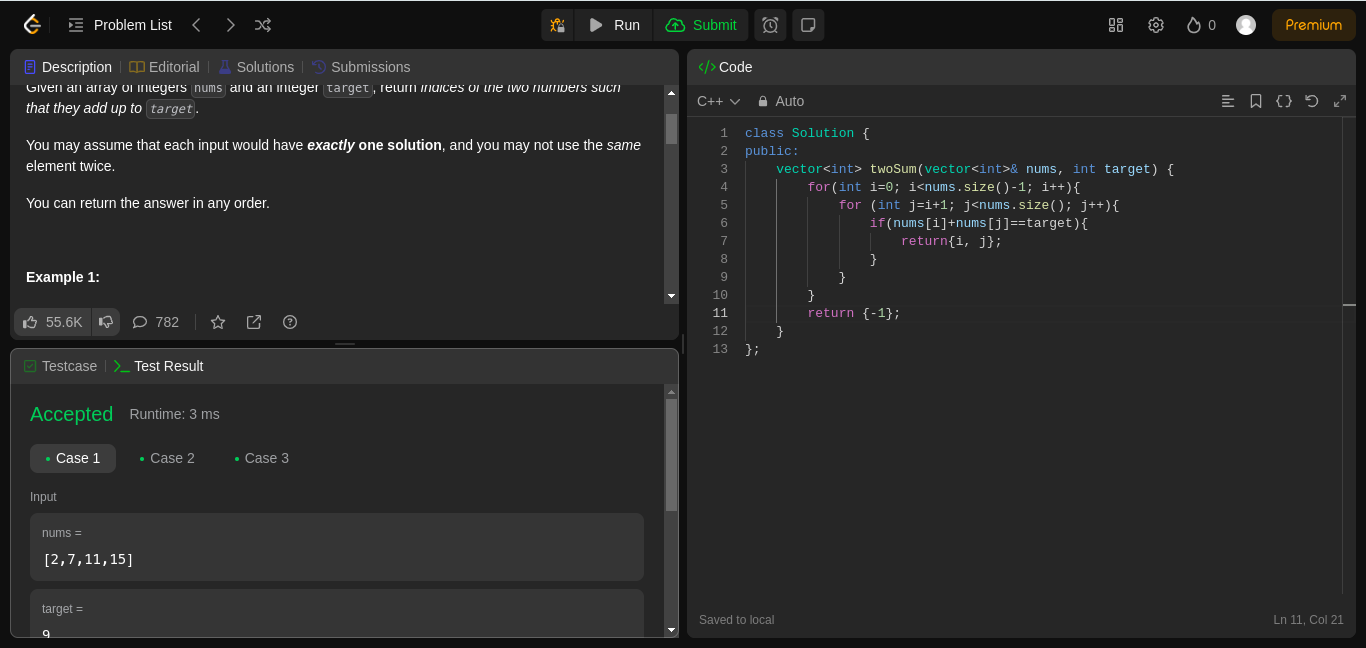 Problem List
Run
Submit
0
Premium
Description
Editorial
Solutions
Submissions
Given an array of integers nums and an integer target, return indices of the two numbers such
that they add up to target.
You may assume that each input would have exactly one solution, and you may not use the same
element twice.
You can return the answer in any order.
Example 1:
55.6K
782
Testcase
Test Result
Accepted
Runtime: 3 ms
Case 1
Case 2
Case 3
Input
nums =
[2,7,11,15]
target =
9
Code
C++
Auto
1 class Solution {
2 public:
3 vector<int> twoSum(vector<int>& nums, int target) {
4 for(int i=0; i<nums.size()-1; i++){
5 for (int j=i+1; j<nums.size(); j++){
6 if(nums[i]+nums[j]==target){
7 return{i, j};
8 }
9 }
10 }
11 return {-1};
12 }
13 };
Saved to local
Ln 11, Col 21